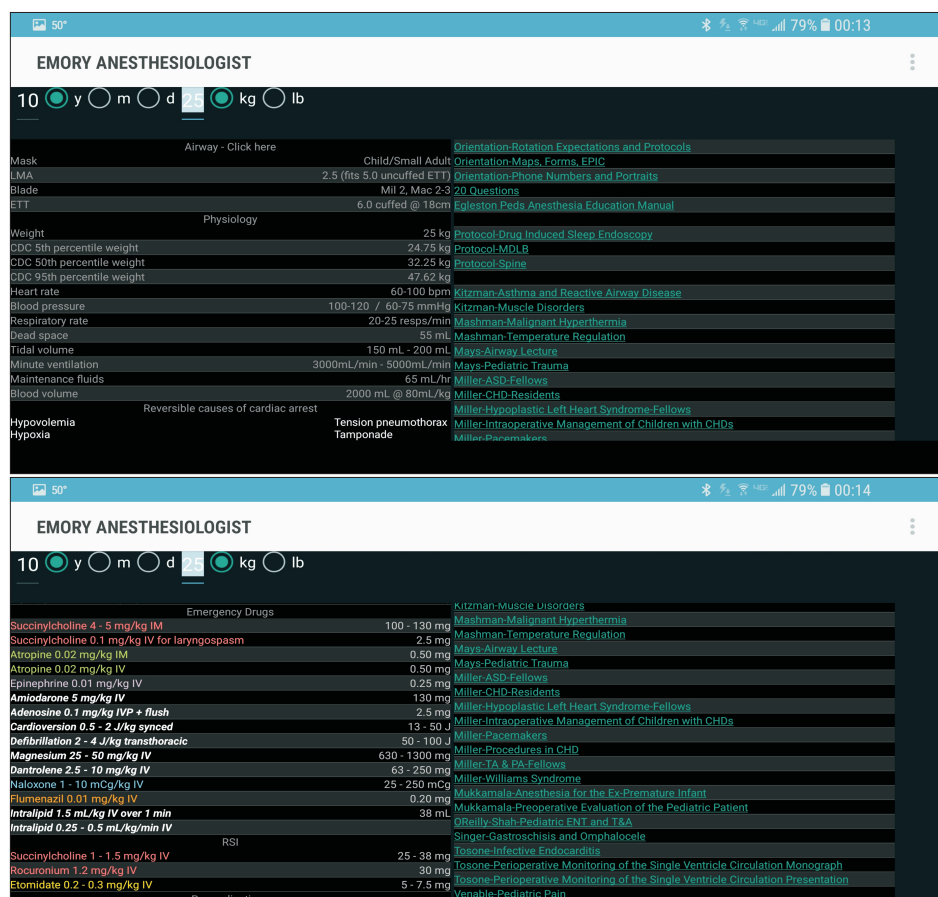 50°
79% 00:13
EMORY ANESTHESIOLOGIST
10 y m d 25 kg lb
Airway - Click here
Mask Child/Small Adult
LMA 2.5 (fits 5.0 uncuffed ETT)
Blade Mil 2, Mac 2-3
ETT 6.0 cuffed @ 18cm
Physiology
Weight 25 kg
CDC 5th percentile weight 24.75 kg
CDC 50th percentile weight 32.25 kg
CDC 95th percentile weight 47.62 kg
Heart rate 60-100 bpm
Blood pressure 100-120 / 60-75 mmHg
Respiratory rate 20-25 resps/min
Dead space 55 mL
Tidal volume 150 mL - 200 mL
Minute ventilation 3000mL/min - 5000mL/min
Maintenance fluids 65 mL/hr
Blood volume 2000 mL @ 80mL/kg
Reversible causes of cardiac arrest
Hypovolemia Tension pneumothorax
Hypoxia Tamponade
Orientation-Rotation Expectations and Protocols
Orientation-Maps, Forms, EPIC
Orientation-Phone Numbers and Portraits
20 Questions
Egleston Peds Anesthesia Education Manual
Protocol-Drug Induced Sleep Endoscopy
Protocol-MDLB
Protocol-Spine
Kitzman-Asthma and Reactive Airway Disease
Kitzman-Muscle Disorders
Mashman-Malignant Hyperthermia
Mashman-Temperature Regulation
Mays-Airway Lecture
Mays-Pediatric Trauma
Miller-ASD-Fellows
Miller-CHD-Residents
Miller-Hypoplastic Left Heart Syndrome-Fellows
Miller-Intraoperative Management of Children with CHDs
Miller-Pacemakers
50°
79% 00:14
EMORY ANESTHESIOLOGIST
10 y m d 25 kg lb
Emergency Drugs
Succinylcholine 4 - 5 mg/kg IM 100 - 130 mg
Succinylcholine 0.1 mg/kg IV for laryngospasm 2.5 mg
Atropine 0.02 mg/kg IM 0.50 mg
Atropine 0.02 mg/kg IV 0.50 mg
Epinephrine 0.01 mg/kg IV 0.25 mg
Amiodarone 5 mg/kg IV 130 mg
Adenosine 0.1 mg/kg IVP + flush 2.5 mg
Cardioversion 0.5 - 2 J/kg synced 13 - 50 J
Defibrillation 2 - 4 J/kg transthoracic 50 - 100 J
Magnesium 25 - 50 mg/kg IV 630 - 1300 mg
Dantrolene 2.5 - 10 mg/kg IV 63 - 250 mg
Naloxone 1 - 10 mCg/kg IV 25 - 250 mCg
Flumenazil 0.01 mg/kg IV 0.20 mg
Intralipid 1.5 mL/kg IV over 1 min 38 mL
Intralipid 0.25 - 0.5 mL/kg/min IV
RSI
Succinylcholine 1 - 1.5 mg/kg IV 25 - 38 mg
Rocuronium 1.2 mg/kg IV 30 mg
Etomidate 0.2 - 0.3 mg/kg IV 5 - 7.5 mg
Kitzman-Muscle Disorders
Mashman-Malignant Hyperthermia
Mashman-Temperature Regulation
Mays-Airway Lecture
Mays-Pediatric Trauma
Miller-ASD-Fellows
Miller-CHD-Residents
Miller-Hypoplastic Left Heart Syndrome-Fellows
Miller-Intraoperative Management of Children with CHDs
Miller-Pacemakers
Miller-Procedures in CHD
Miller-TA & PA-Fellows
Miller-Williams Syndrome
Mukkamala-Anesthesia for the Ex-Premature Infant
Mukkamala-Preoperative Evaluation of the Pediatric Patient
OReilly-Shah-Pediatric ENT and T&A
Singer-Gastroschisis and Omphalocele
Tosone-Infective Endocarditis
Tosone-Perioperative Monitoring of the Single Ventricle Circulation Monograph
Tosone-Perioperative Monitoring of the Single Ventricle Circulation Presentation
Venable-Pediatric Pain